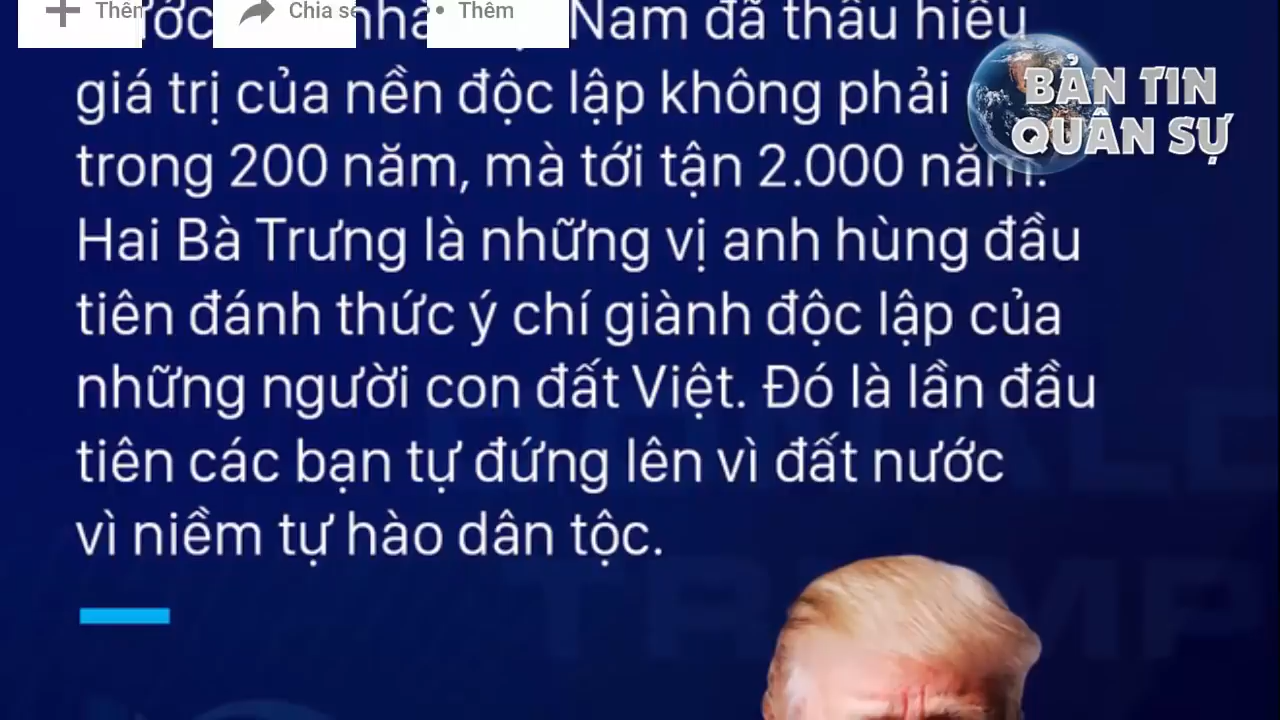 Thêm
Chia sẻ
Thêm
Nam đã thấu hiểu
giá trị của nền độc lập không phải
trong 200 năm, mà tới tận 2.000 năm.
Hai Bà Trưng là những vị anh hùng đầu
tiên đánh thức ý chí giành độc lập của
những người con đất Việt. Đó là lần đầu
tiên các bạn tự đứng lên vì đất nước
vì niềm tự hào dân tộc.
BẢN TIN
QUÂN SỰ
DONALD
TRUMP